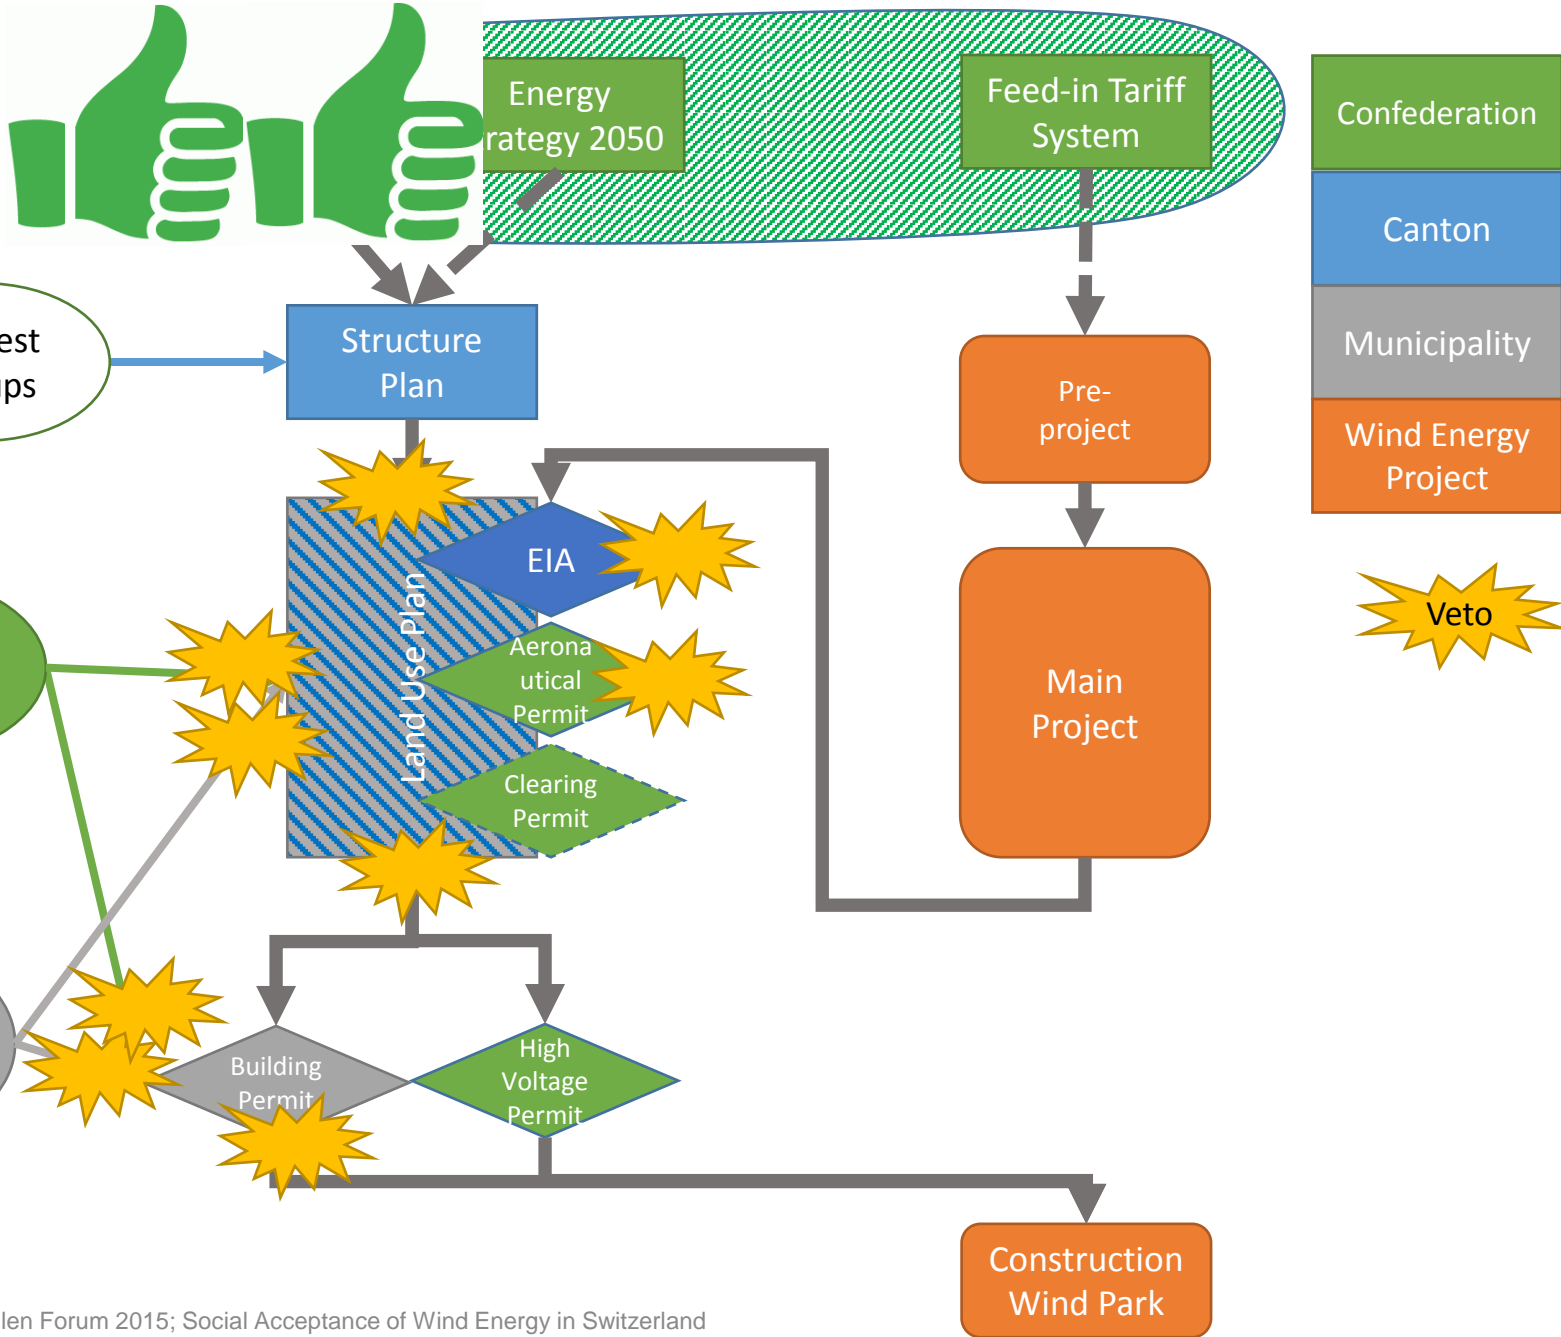 Energy
rategy 2050
Feed-in Tariff
System
Confederation
Canton
Municipality
Wind Energy
Project
Veto
est
ups
Structure
Plan
Pre-
project
Land Use Plan
EIA
Aerona
utical
Permit
Clearing
Permit
Main
Project
Building
Permit
High
Voltage
Permit
Construction
Wind Park
len Forum 2015; Social Acceptance of Wind Energy in Switzerland